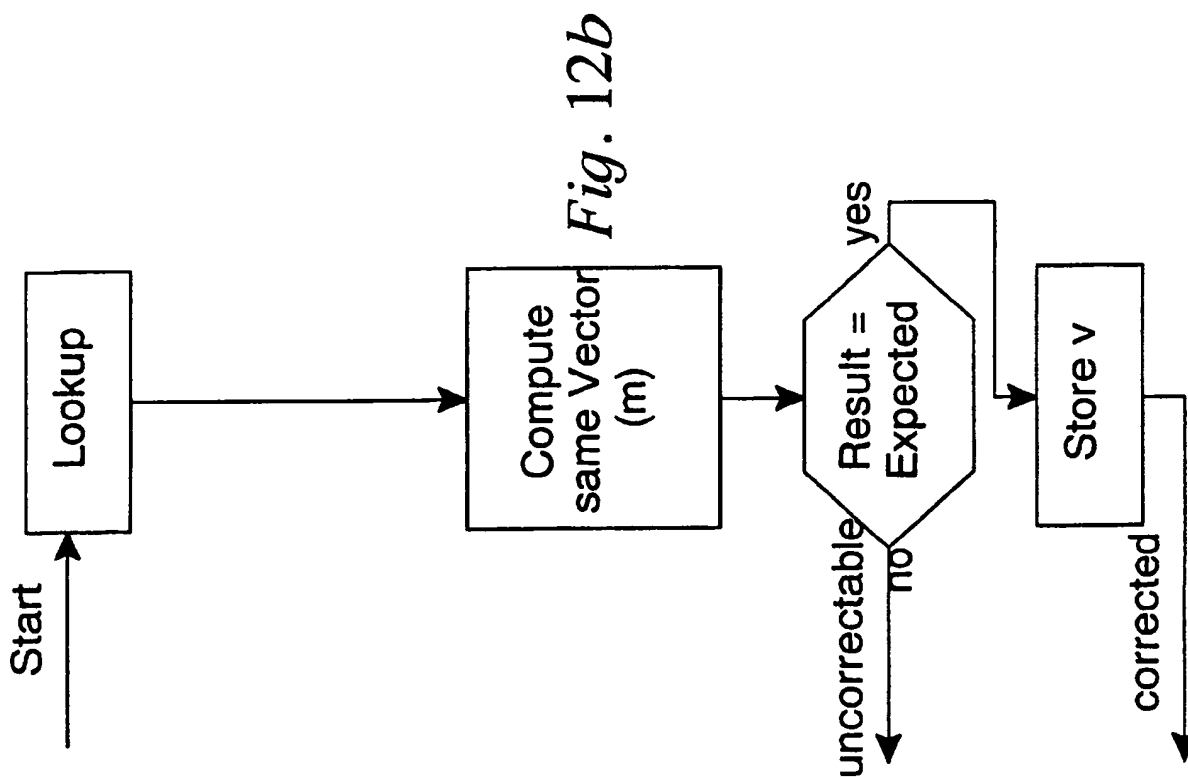 Start
Lookup
Compute
same Vector
(m)
Result =
Expected
yes
uncorrectable
no
Store v
corrected
Fig. 12b